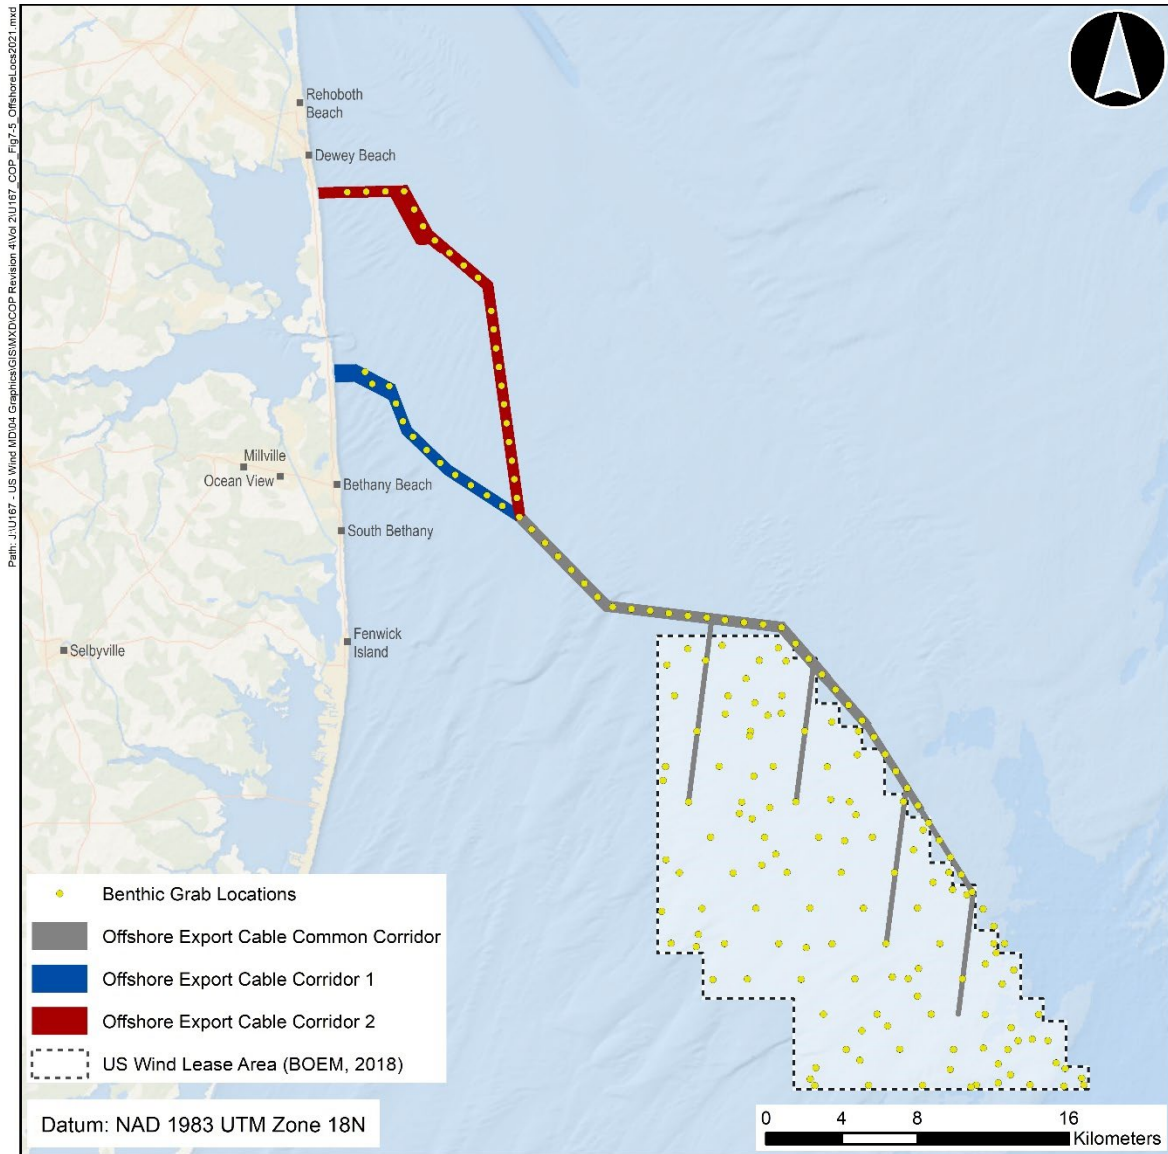 Path: J:\U167 - US Wind MD\04 Graphics\GIS\MXD\COP Revision 4\Vol 2\U167_COP_Fig7-5_OffshoreLocs2021.mxd
Rehoboth
Beach
Dewey Beach
Millville
Ocean View
Bethany Beach
South Bethany
Fenwick
Island
Selbyville
Benthic Grab Locations
Offshore Export Cable Common Corridor
Offshore Export Cable Corridor 1
Offshore Export Cable Corridor 2
US Wind Lease Area (BOEM, 2018)
Datum: NAD 1983 UTM Zone 18N
0 4 8 16
Kilometers